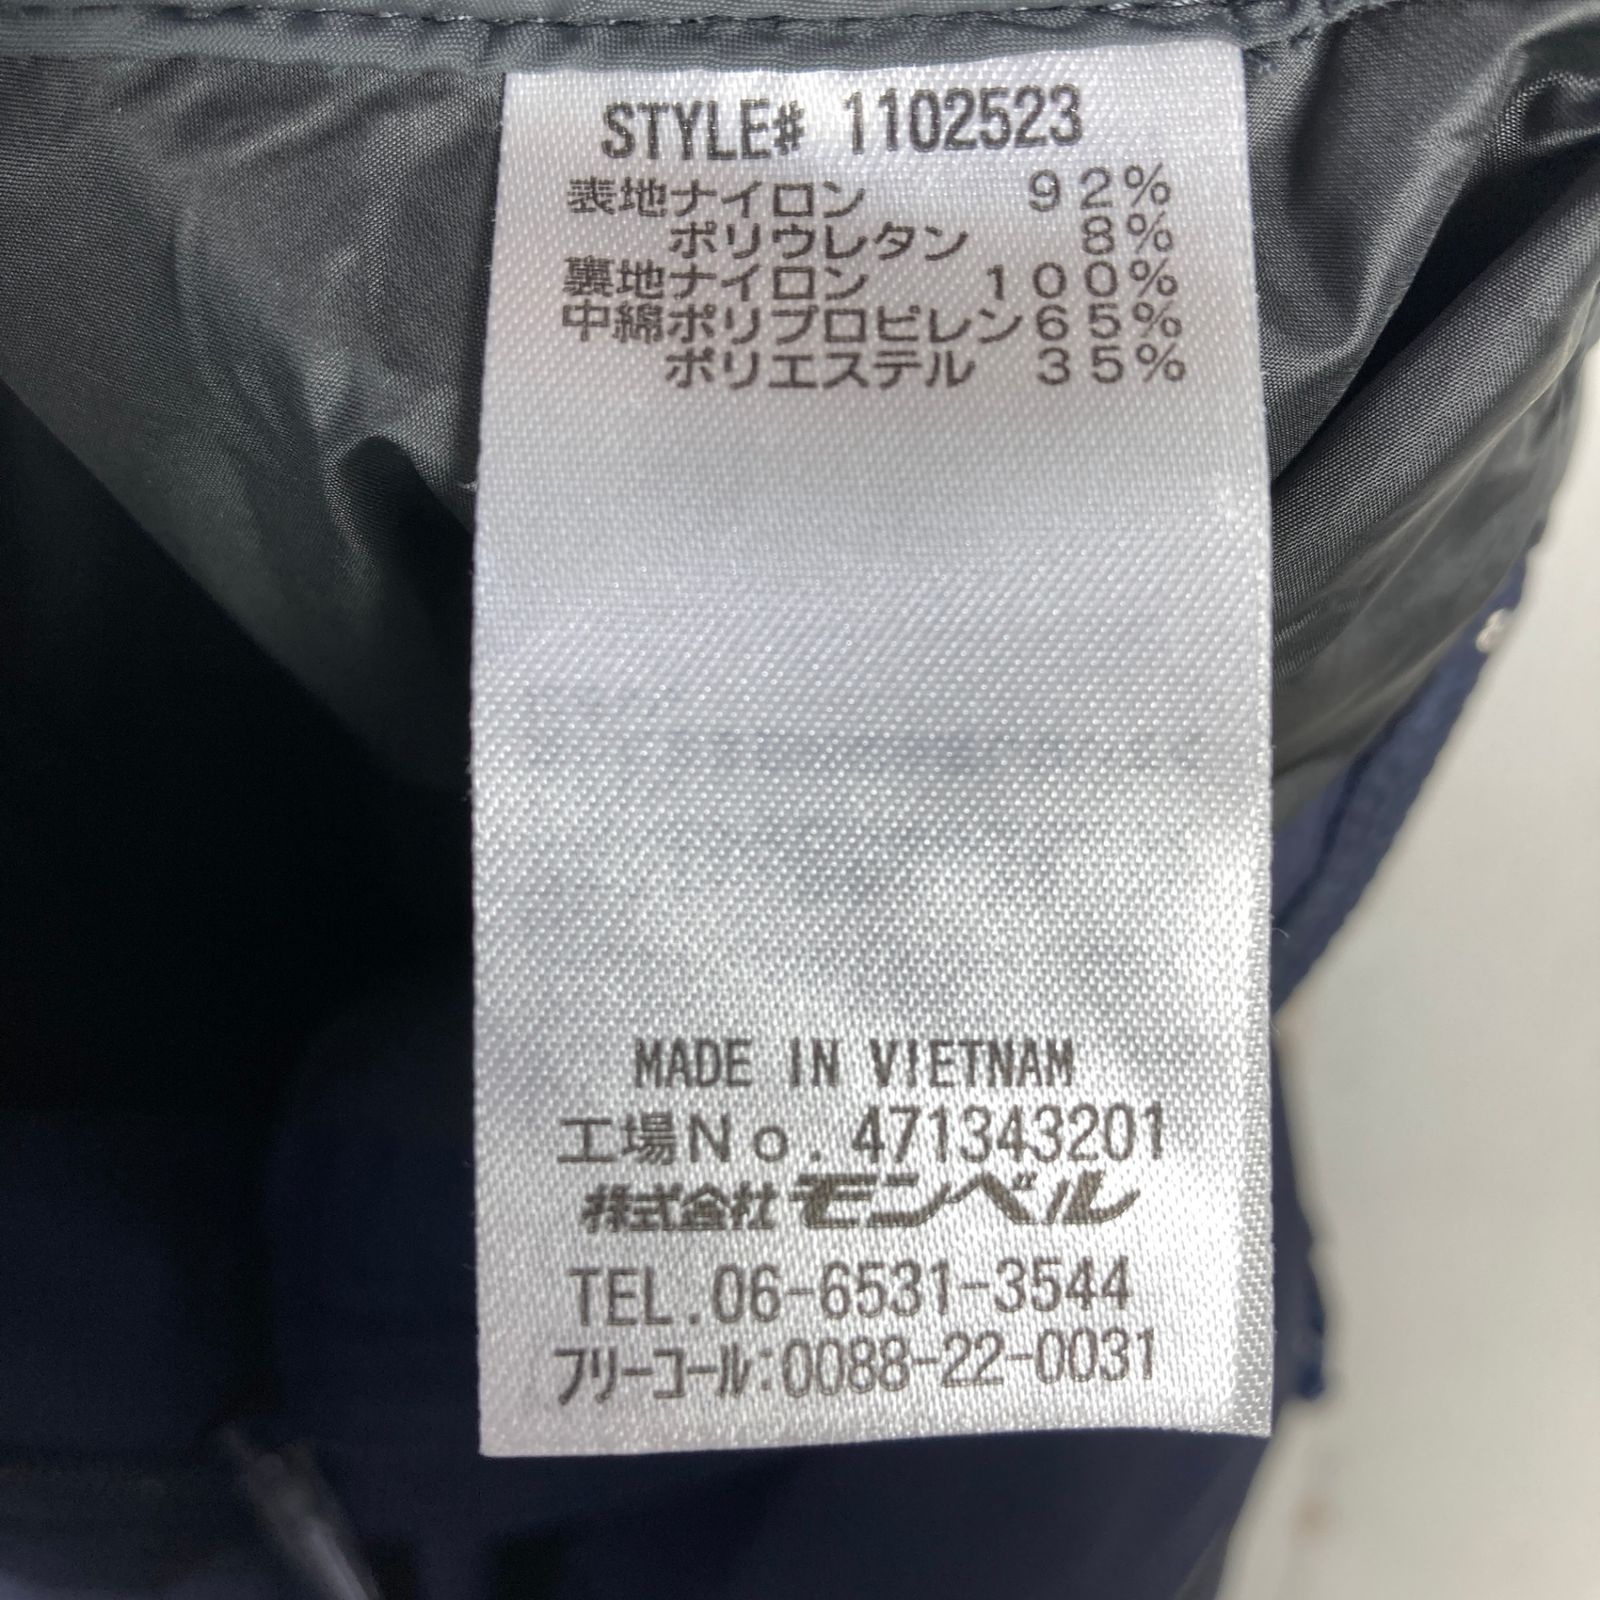 STYLE# 1102523
表地ナイロン 92%
ポリウレタン 8%
裏地ナイロン 100%
中綿ポリプロピレン65%
ポリエステル 35%
MADE IN VIETNAM
工場No. 471343201
株式会社モンベル
TEL.06-6531-3544
フリーコール:0088-22-0031